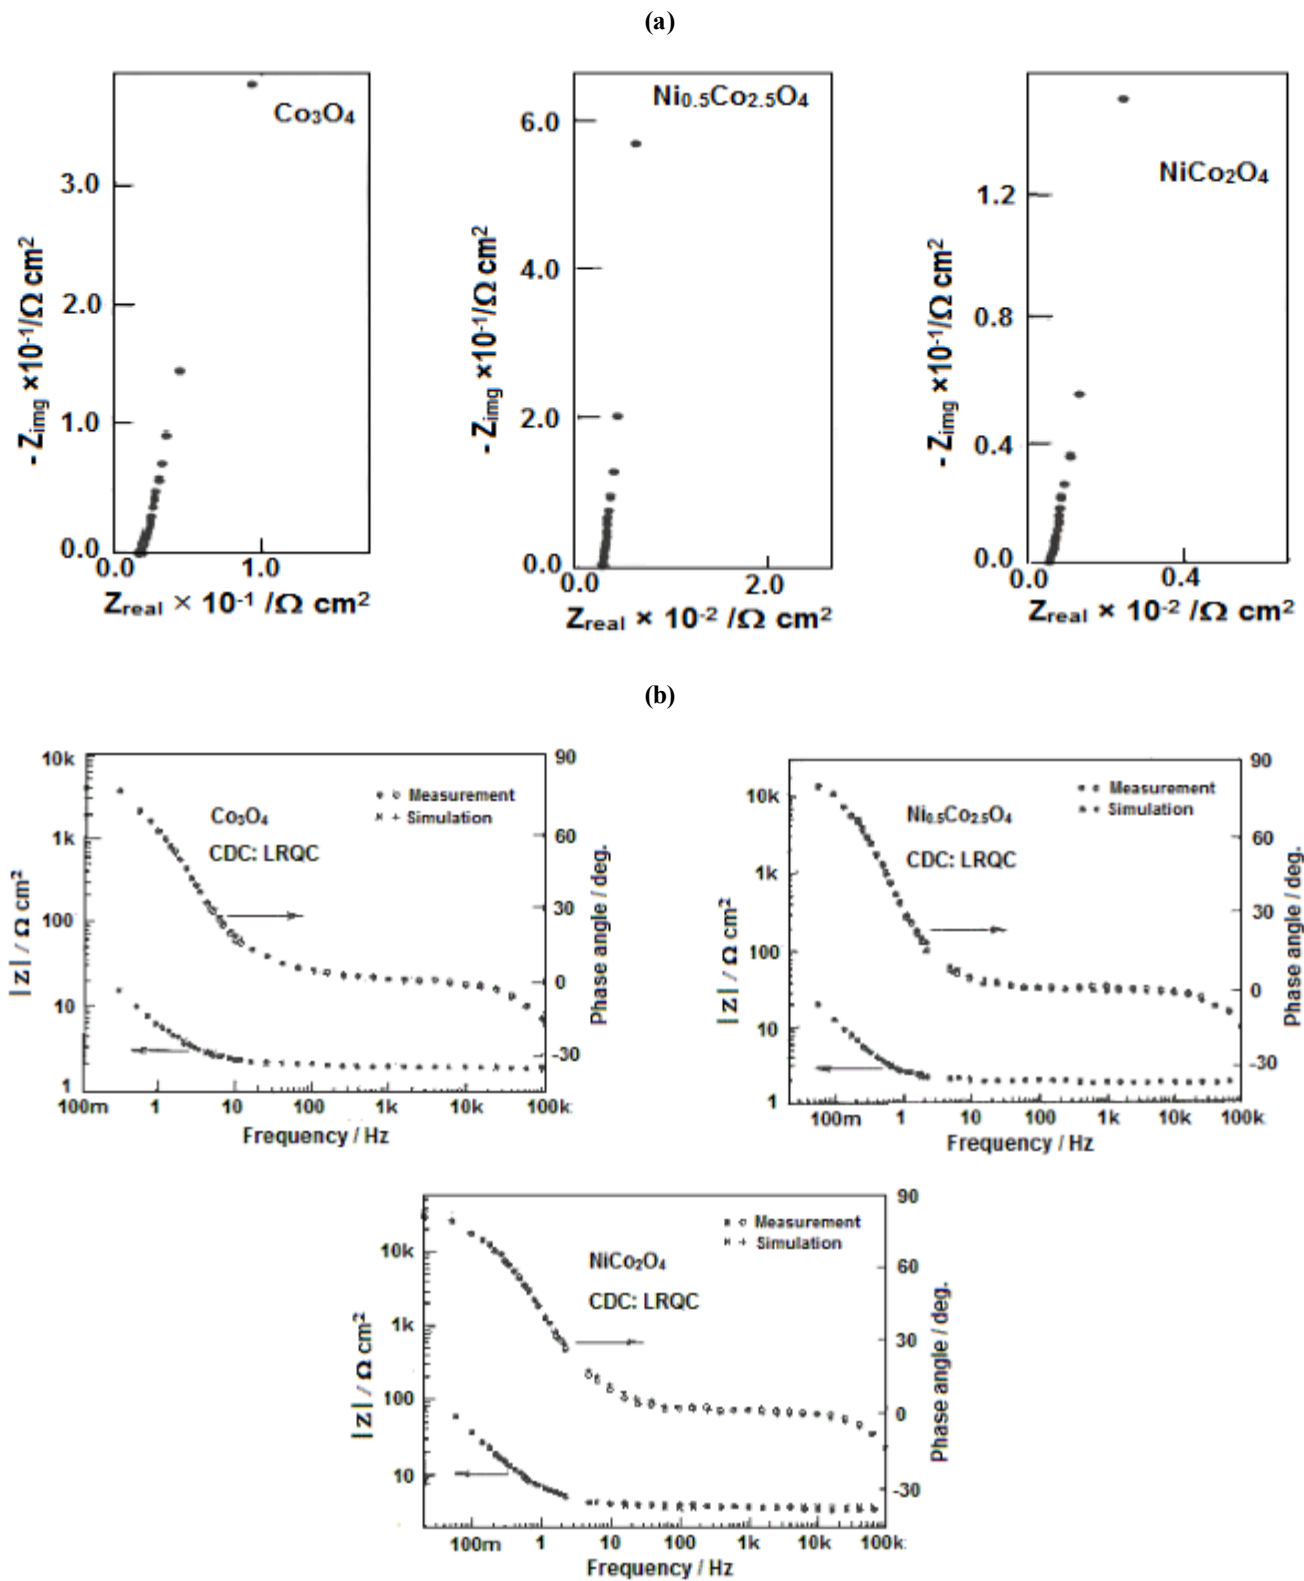 (a)
Co3O4
3.0
2.0
1.0
0.0
0.0 1.0
- Zimg ×10-1/Ω cm2
Zreal × 10-1 /Ω cm2
Ni0.5Co2.5O4
6.0
4.0
2.0
0.0
0.0 2.0
- Zimg ×10-1/Ω cm2
Zreal × 10-2 /Ω cm2
NiCo2O4
1.2
0.8
0.4
0.0
0.0 0.4
- Zimg ×10-1/Ω cm2
Zreal × 10-2 /Ω cm2
(b)
10k
1k
100
10
1
|Z| / Ω cm2
Co3O4
CDC: LRQC
Measurement
Simulation
90
60
30
0
-30
Phase angle / deg.
100m 1 10 100 1k 10k 100k
Frequency / Hz
10k
1k
100
10
1
|Z| / Ω cm2
Ni0.5Co2.5O4
CDC: LRQC
Measurement
Simulation
90
60
30
0
-30
Phase angle / deg.
100m 1 10 100 1k 10k 100k
Frequency / Hz
10k
1k
100
10
|Z| / Ω cm2
NiCo2O4
CDC: LRQC
Measurement
Simulation
90
60
30
0
-30
Phase angle / deg.
100m 1 10 100 1k 10k 100k
Frequency / Hz